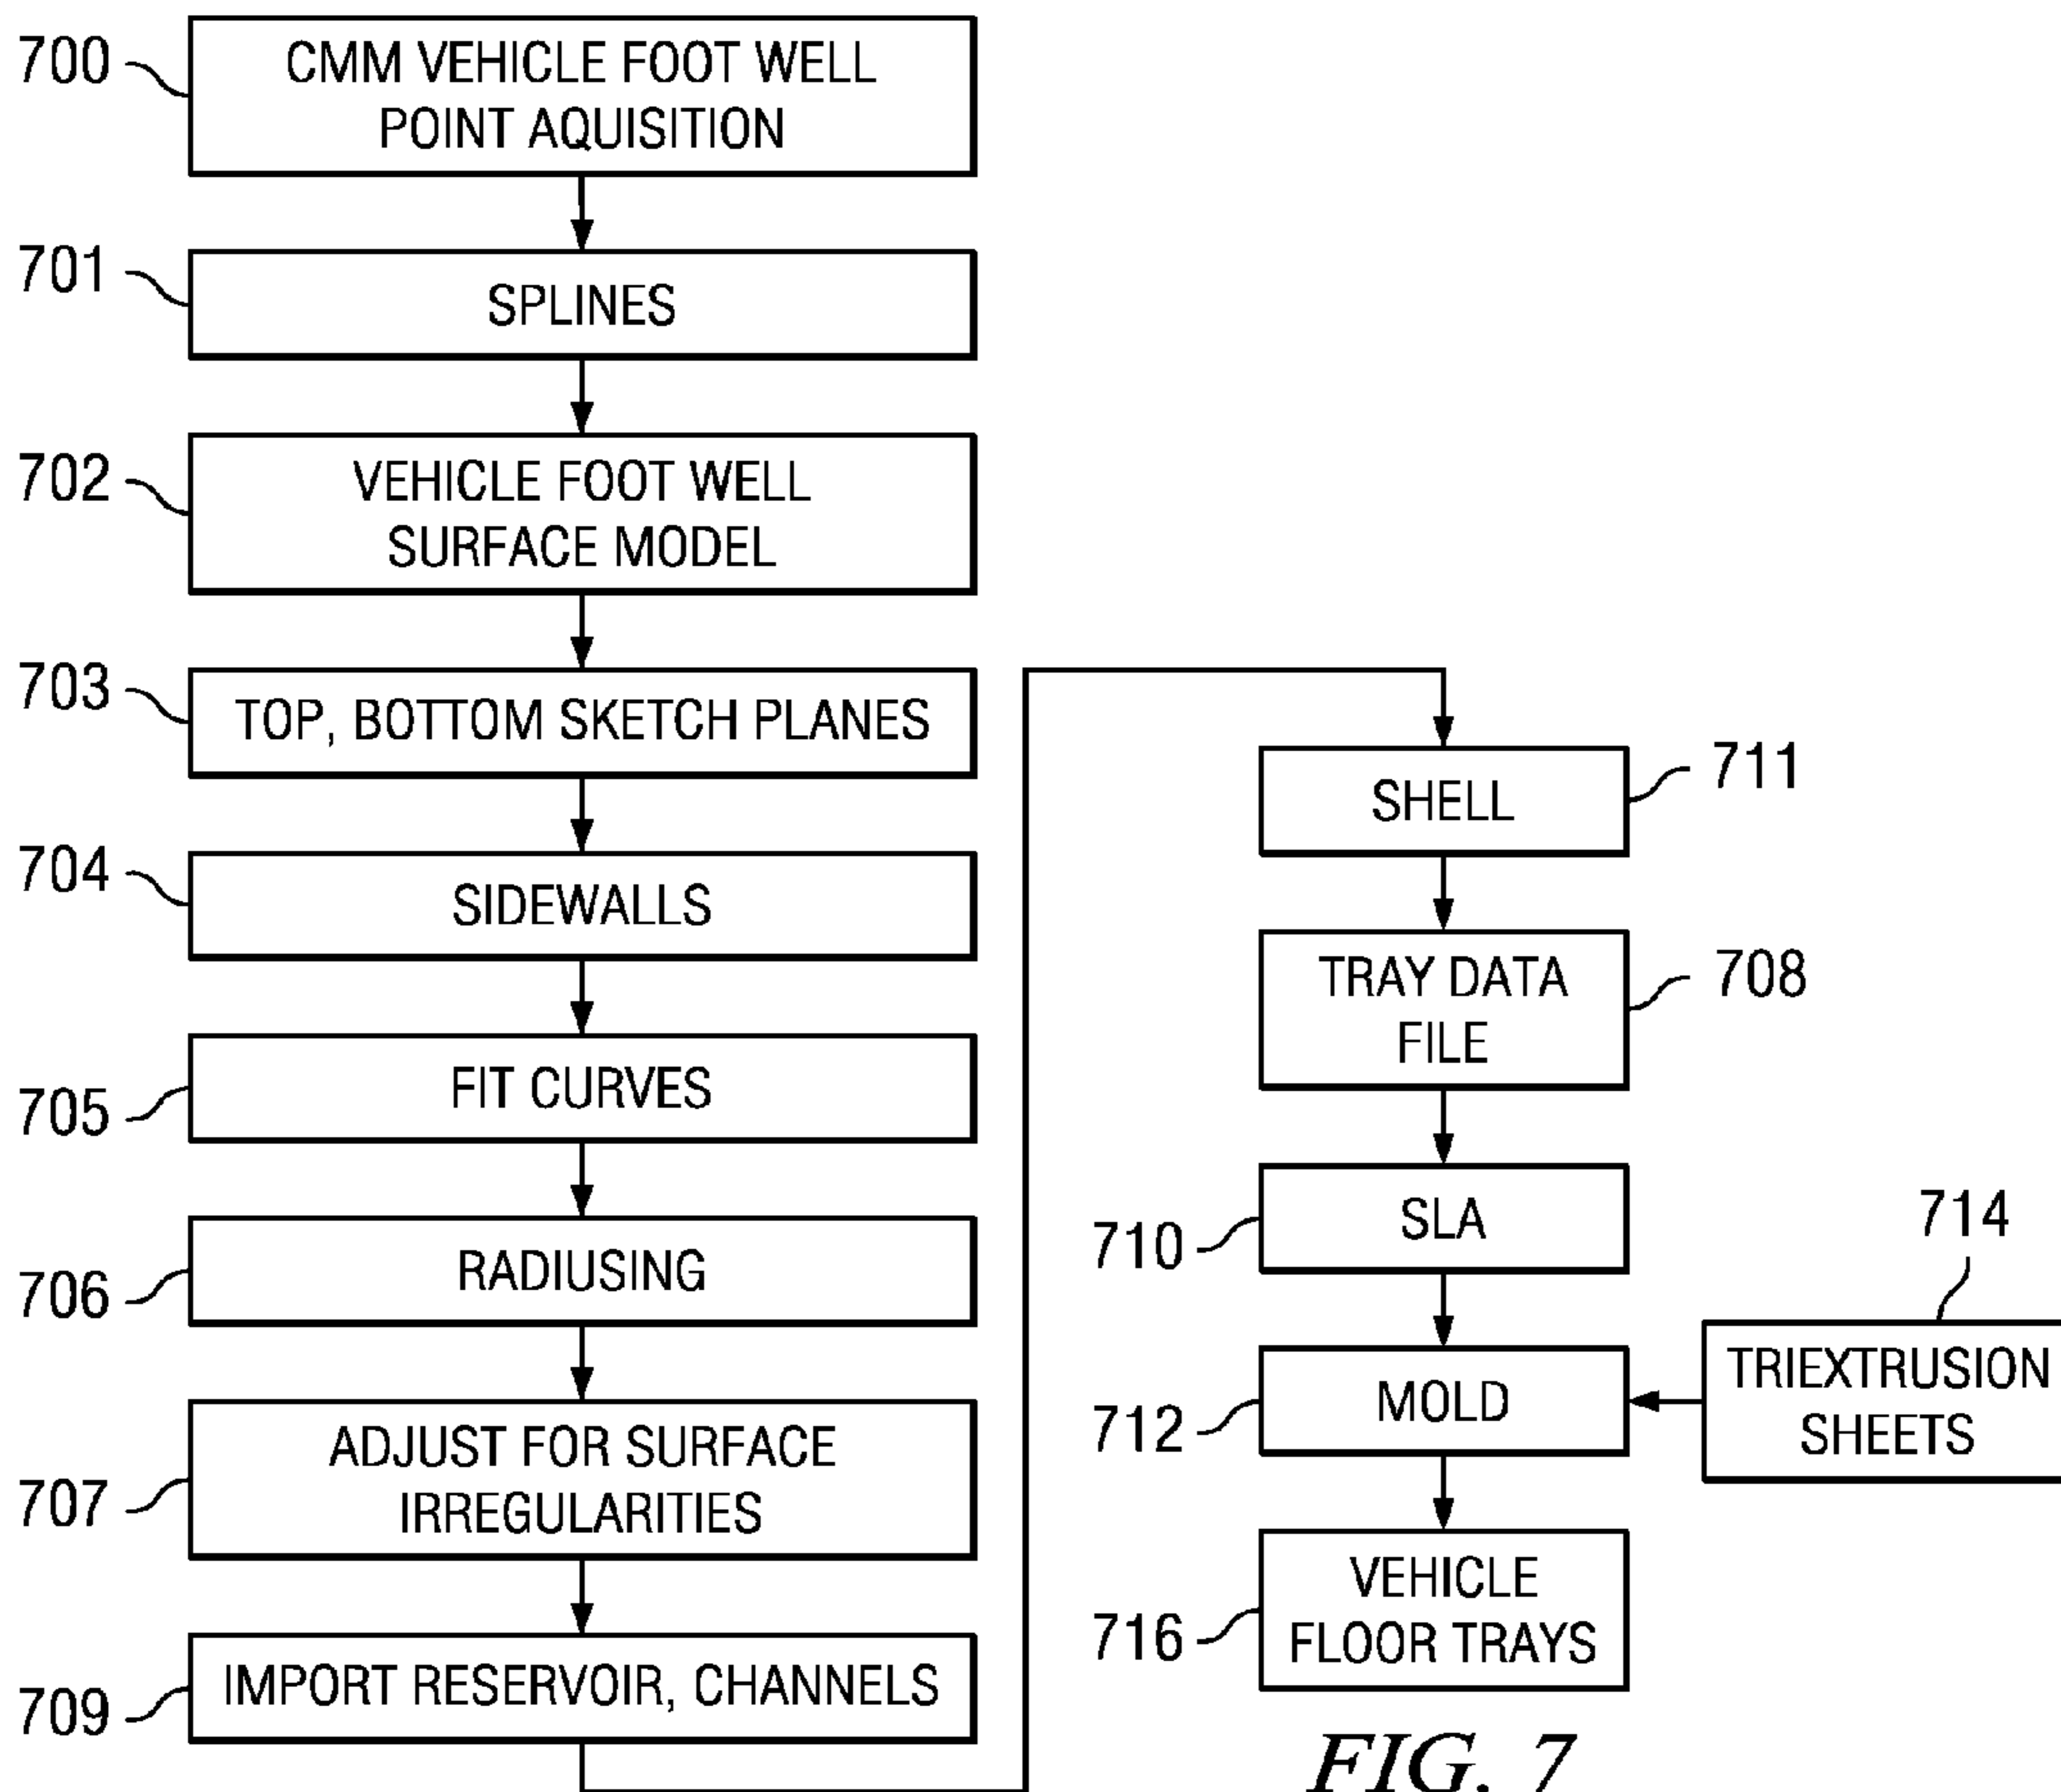 700
CMM VEHICLE FOOT WELL
POINT AQUISITION
701
SPLINES
702
VEHICLE FOOT WELL
SURFACE MODEL
703
TOP, BOTTOM SKETCH PLANES
704
SIDEWALLS
705
FIT CURVES
706
RADIUSING
707
ADJUST FOR SURFACE
IRREGULARITIES
709
IMPORT RESERVOIR, CHANNELS
711
SHELL
708
TRAY DATA
FILE
710
SLA
712
MOLD
714
TRIEXTRUSION
SHEETS
716
VEHICLE
FLOOR TRAYS
FIG. 7